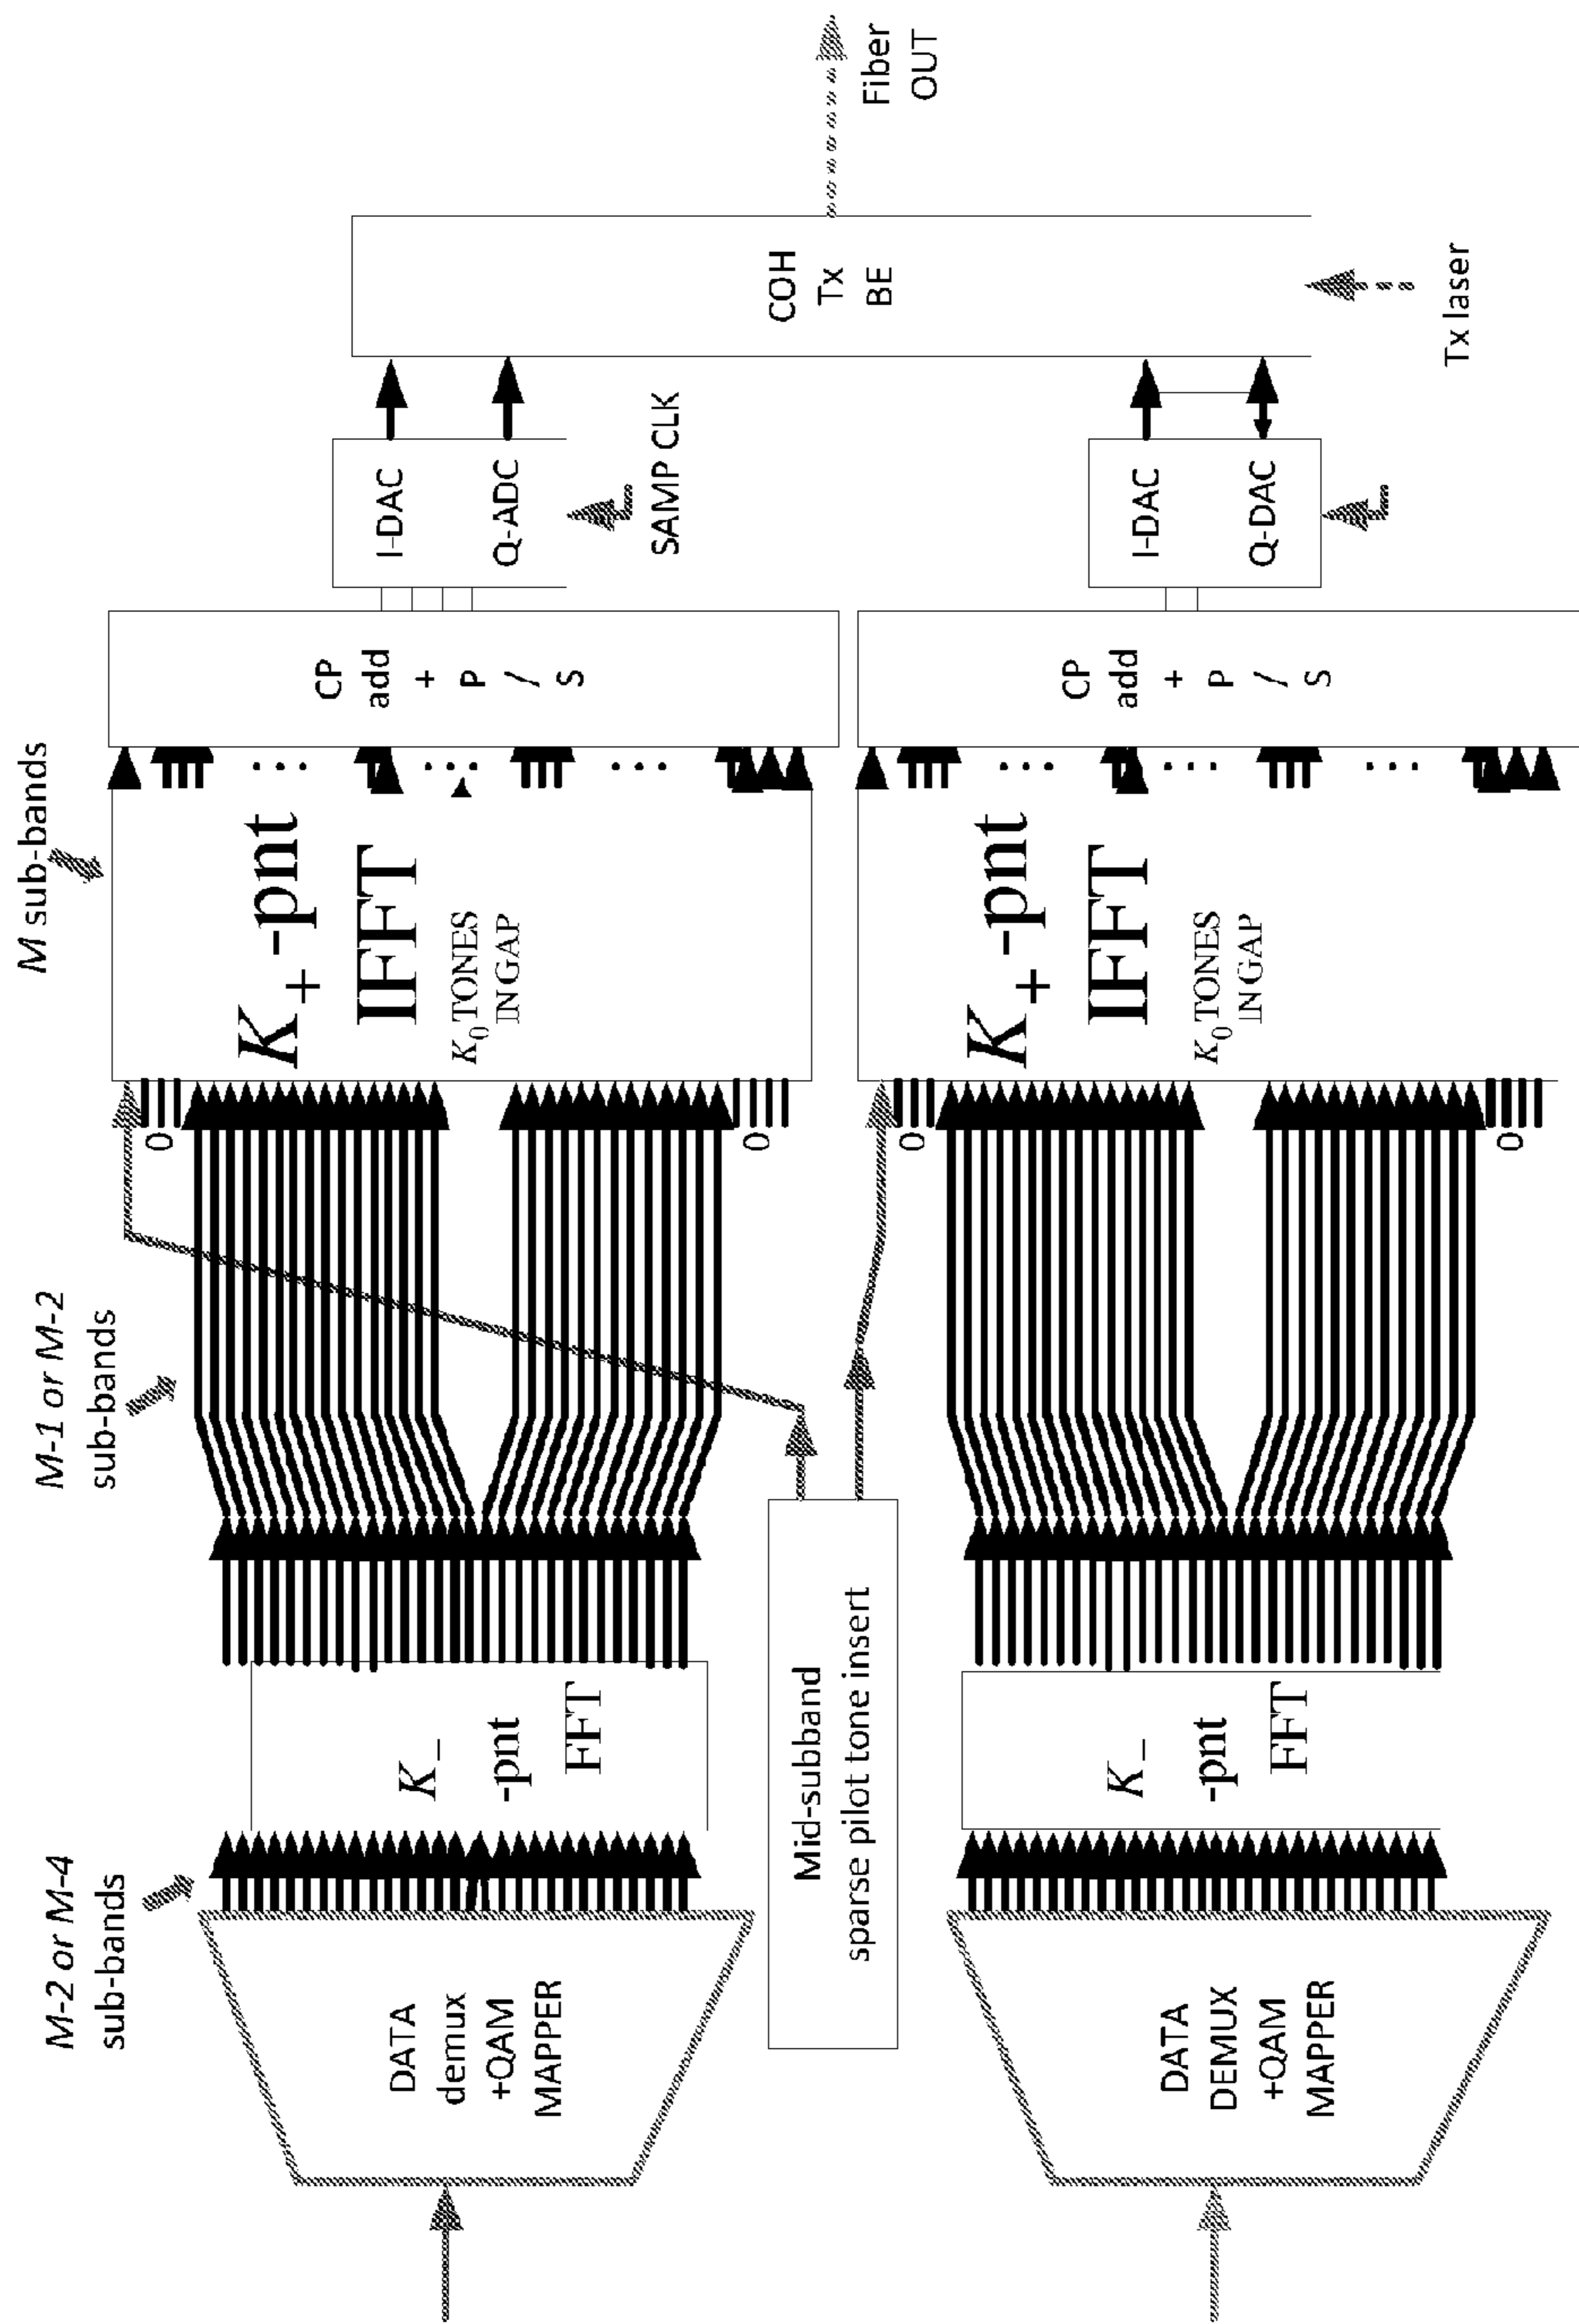 M-2 or M-4
sub-bands
M-1 or M-2
sub-bands
M sub-bands
DATA
demux
+QAM
MAPPER
K_
-pnt
FFT
0
0
K+-pnt
IFFT
K0 TONES
IN GAP
CP
add
+
P
/
S
I-DAC
Q-ADC
SAMP CLK
COH
Tx
BE
Fiber
OUT
Tx laser
Mid-subband
sparse pilot tone insert
DATA
DEMUX
+QAM
MAPPER
K_
-pnt
FFT
0
0
K+-pnt
IFFT
K0 TONES
IN GAP
CP
add
+
P
/
S
I-DAC
Q-DAC